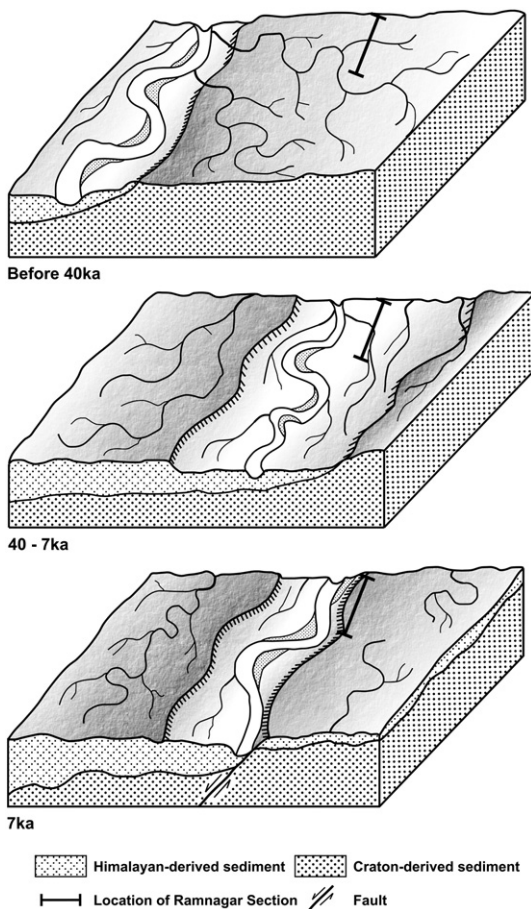 Before 40ka
40 - 7ka
7ka
Himalayan-derived sediment Craton-derived sediment
Location of Ramnagar Section Fault